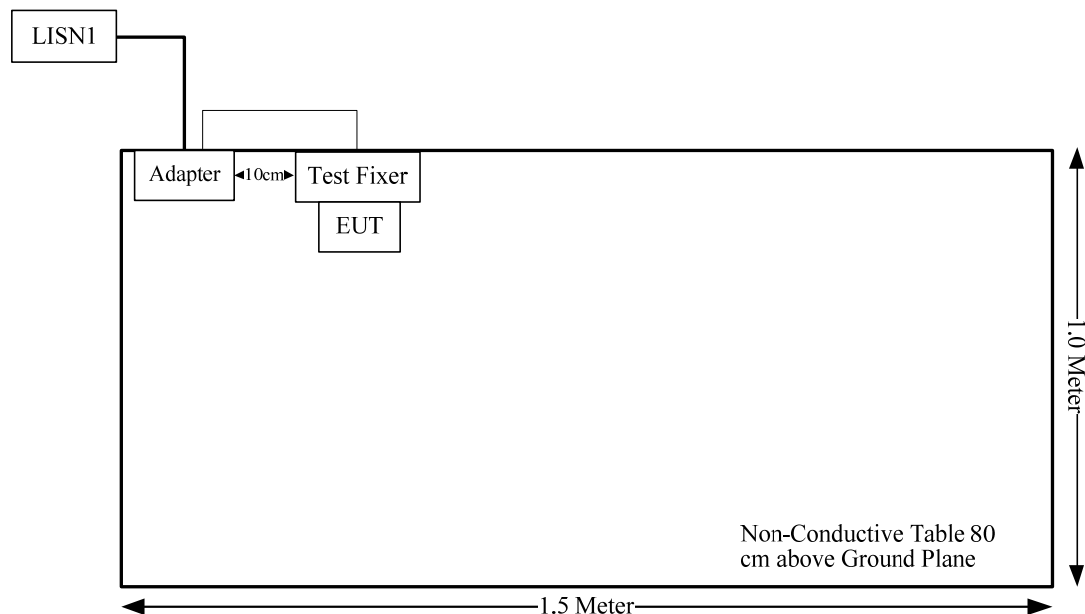 LISN1
Adapter
10cm
Test Fixer
EUT
1.0 Meter
Non-Conductive Table 80
cm above Ground Plane
1.5 Meter